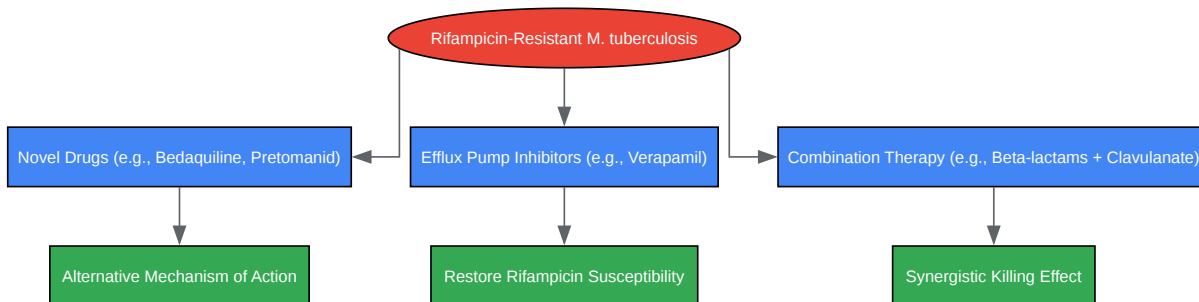 Rifampicin-Resistant M. tuberculosis
Novel Drugs (e.g., Bedaquiline, Pretomanid)
Efflux Pump Inhibitors (e.g., Verapamil)
Combination Therapy (e.g., Beta-lactams + Clavulanate)
Alternative Mechanism of Action
Restore Rifampicin Susceptibility
Synergistic Killing Effect